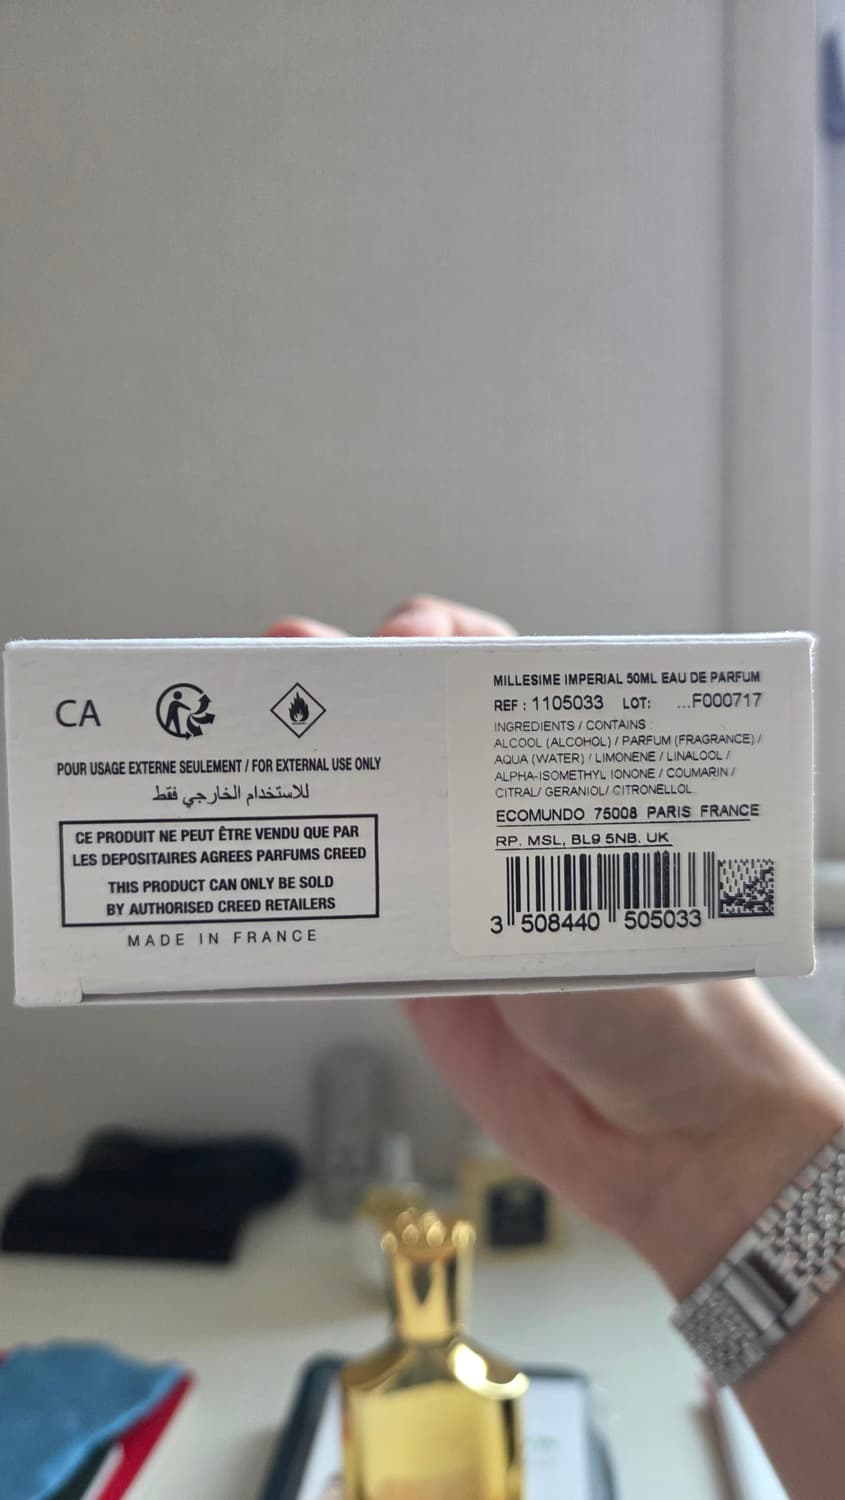 CA
POUR USAGE EXTERNE SEULEMENT / FOR EXTERNAL USE ONLY
للاستخدام الخارجي فقط
CE PRODUIT NE PEUT ÊTRE VENDU QUE PAR
LES DEPOSITAIRES AGREES PARFUMS CREED
THIS PRODUCT CAN ONLY BE SOLD
BY AUTHORISED CREED RETAILERS
MADE IN FRANCE
MILLESIME IMPERIAL 50ML EAU DE PARFUM
REF : 1105033 LOT: ...F000717
INGREDIENTS / CONTAINS :
ALCOOL (ALCOHOL) / PARFUM (FRAGRANCE) /
AQUA (WATER) / LIMONENE / LINALOOL /
ALPHA-ISOMETHYL IONONE / COUMARIN /
CITRAL/ GERANIOL/ CITRONELLOL
ECOMUNDO 75008 PARIS FRANCE
RP. MSL, BL9 5NB. UK
3 508440 505033